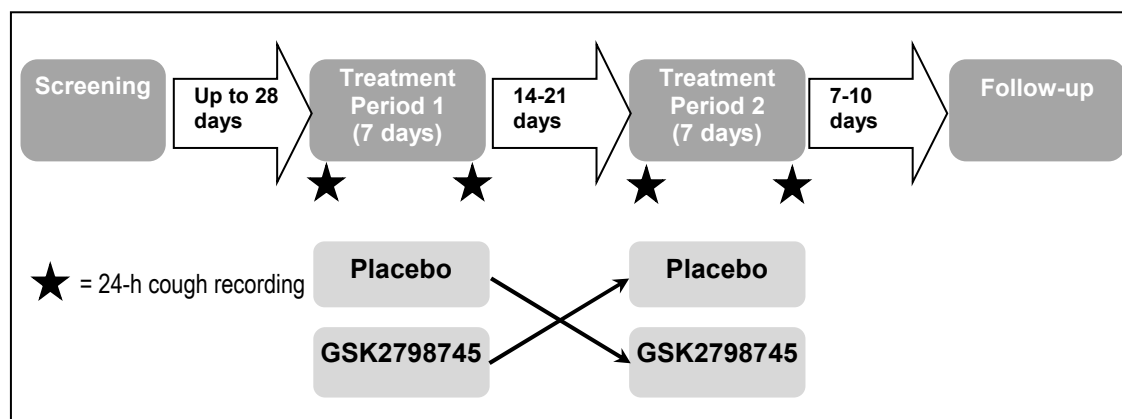 Screening
Up to 28
days
Treatment
Period 1
(7 days)
14-21
days
Treatment
Period 2
(7 days)
7-10
days
Follow-up
= 24-h cough recording
Placebo
Placebo
GSK2798745
GSK2798745